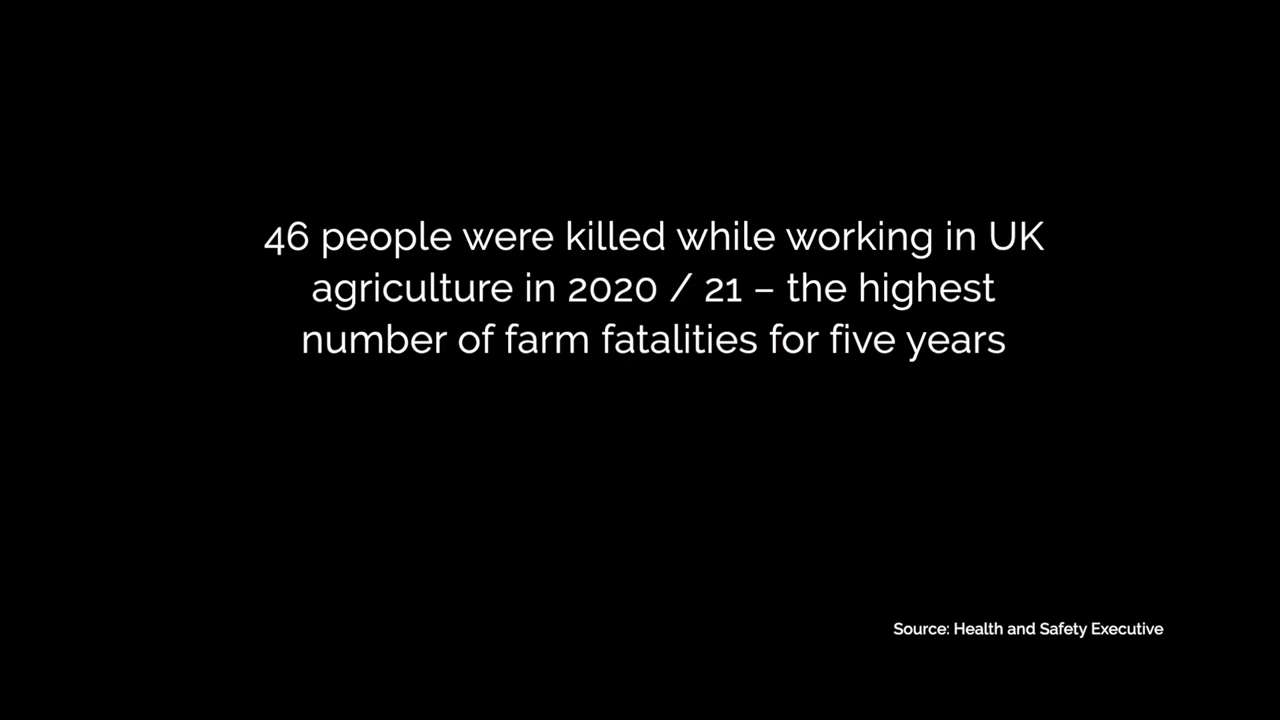 46 people were killed while working in UK
agriculture in 2020 / 21 – the highest
number of farm fatalities for five years
Source: Health and Safety Executive